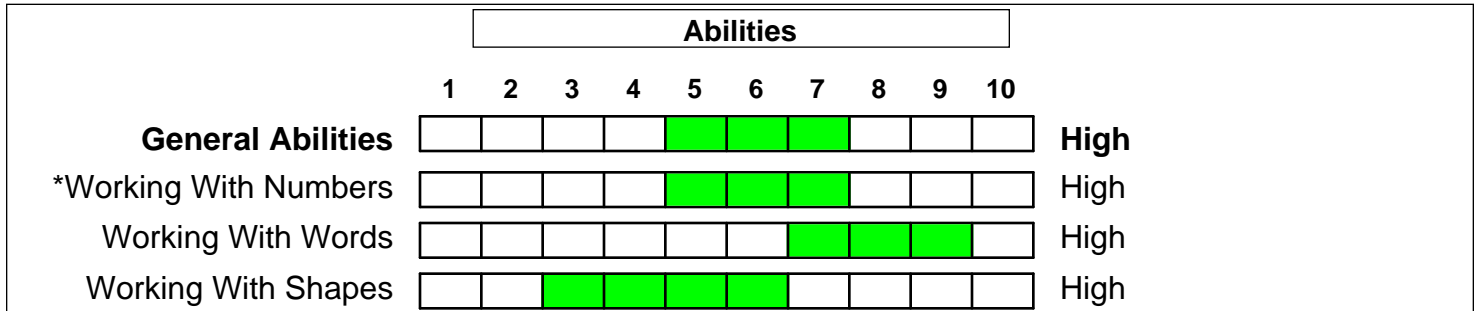 Abilities
1 2 3 4 5 6 7 8 9 10
General Abilities High
*Working With Numbers High
Working With Words High
Working With Shapes High